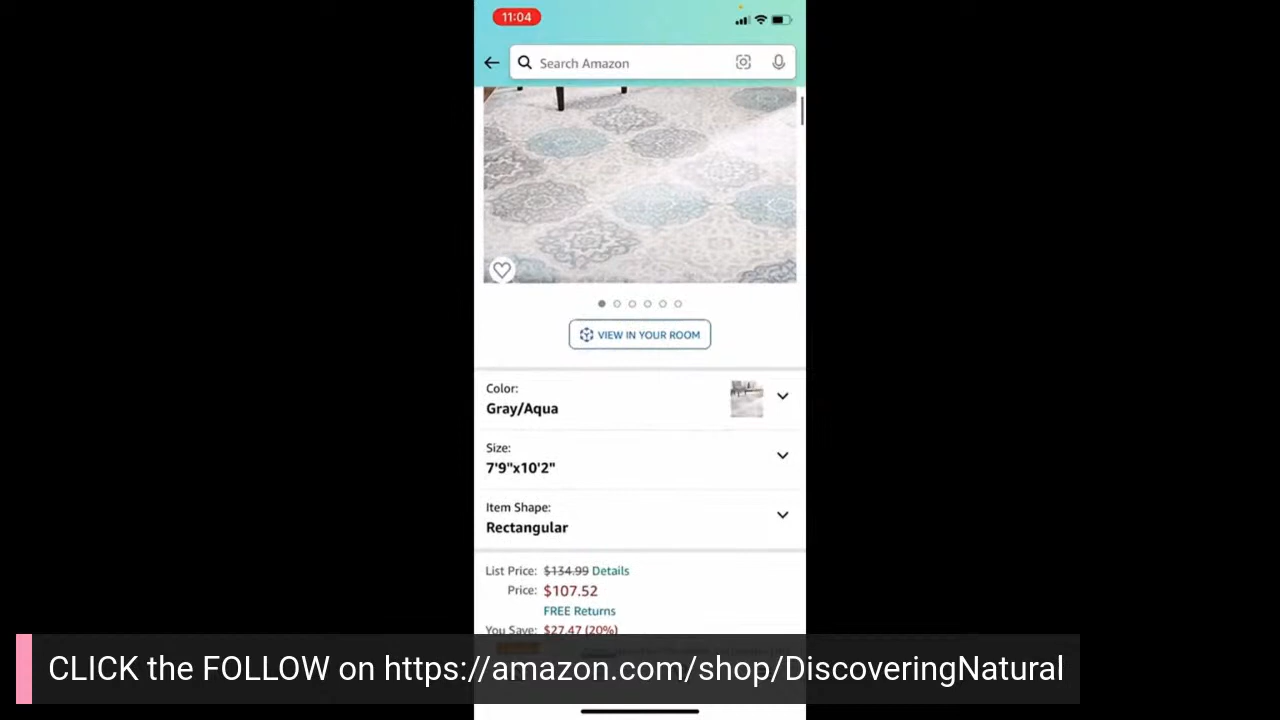 11:04
Search Amazon
VIEW IN YOUR ROOM
Color:
Gray/Aqua
Size:
7'9"x10'2"
Item Shape:
Rectangular
List Price: $134.99 Details
Price: $107.52
FREE Returns
You Save: $27.47 (20%)
CLICK the FOLLOW on https://amazon.com/shop/DiscoveringNatural